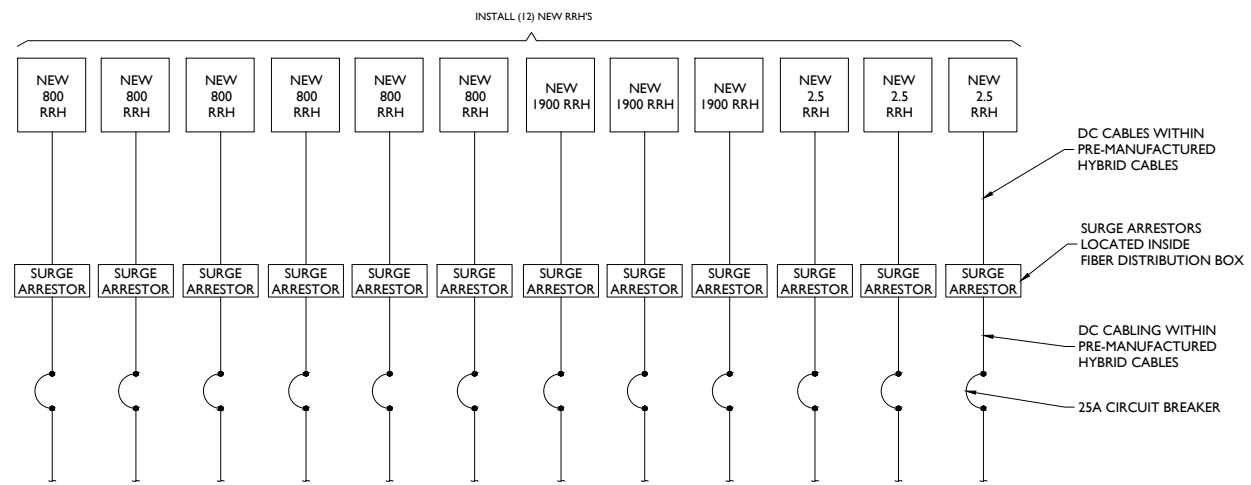 INSTALL (12) NEW RRH'S
NEW
800
RRH
NEW
800
RRH
NEW
800
RRH
NEW
800
RRH
NEW
800
RRH
NEW
800
RRH
NEW
1900 RRH
NEW
1900 RRH
NEW
1900 RRH
NEW
2.5
RRH
NEW
2.5
RRH
NEW
2.5
RRH
DC CABLES WITHIN
PRE-MANUFACTURED
HYBRID CABLES
SURGE
ARRESTOR
SURGE
ARRESTOR
SURGE
ARRESTOR
SURGE
ARRESTOR
SURGE
ARRESTOR
SURGE
ARRESTOR
SURGE
ARRESTOR
SURGE
ARRESTOR
SURGE
ARRESTOR
SURGE
ARRESTOR
SURGE
ARRESTOR
SURGE
ARRESTOR
SURGE ARRESTORS
LOCATED INSIDE
FIBER DISTRIBUTION BOX
DC CABLING WITHIN
PRE-MANUFACTURED
HYBRID CABLES
25A CIRCUIT BREAKER